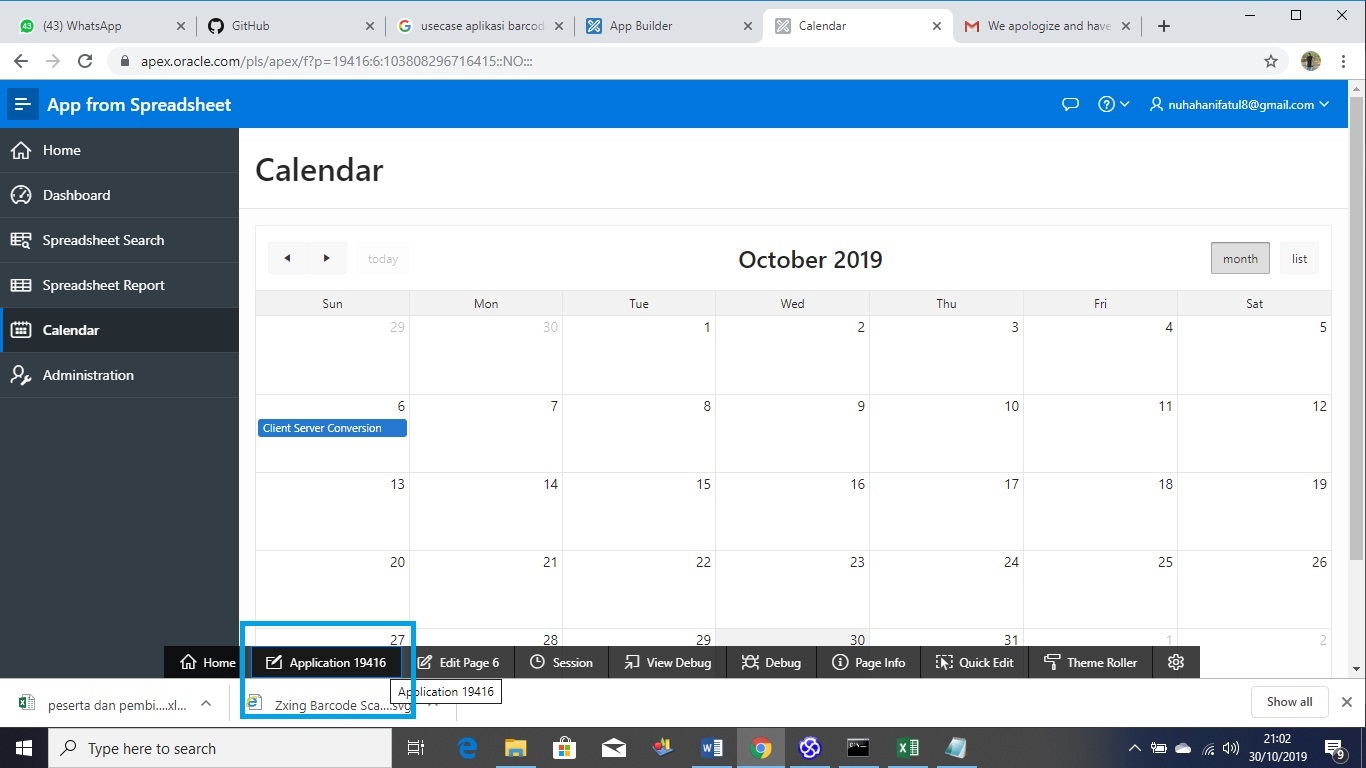 (43) WhatsApp
GitHub
usecase aplikasi barcod
App Builder
Calendar
We apologize and have
apex.oracle.com/pls/apex/f?p=19416:6:103808296716415::NO:::
App from Spreadsheet
nuhahanifatul8@gmail.com
Home
Dashboard
Spreadsheet Search
Spreadsheet Report
Calendar
Administration
Calendar
today
October 2019
month
list
Sun Mon Tue Wed Thu Fri Sat
29 30 1 2 3 4 5
6 7 8 9 10 11 12
Client Server Conversion
13 14 15 16 17 18 19
20 21 22 23 24 25 26
27 28 29 30 31 1 2
Home
Application 19416
Edit Page 6
Session
View Debug
Debug
Page Info
Quick Edit
Theme Roller
Application 19416
peserta dan pembi....xl...
Zxing Barcode Sca....svg
Show all
Type here to search
21:02
30/10/2019
9